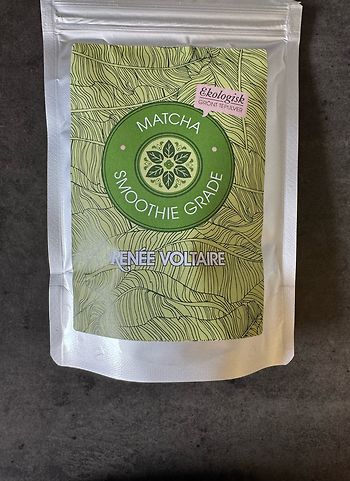 Ekologisk
GRÖNT TEPULVER
MATCHA
SMOOTHIE GRADE
RENÉE VOLTAIRE